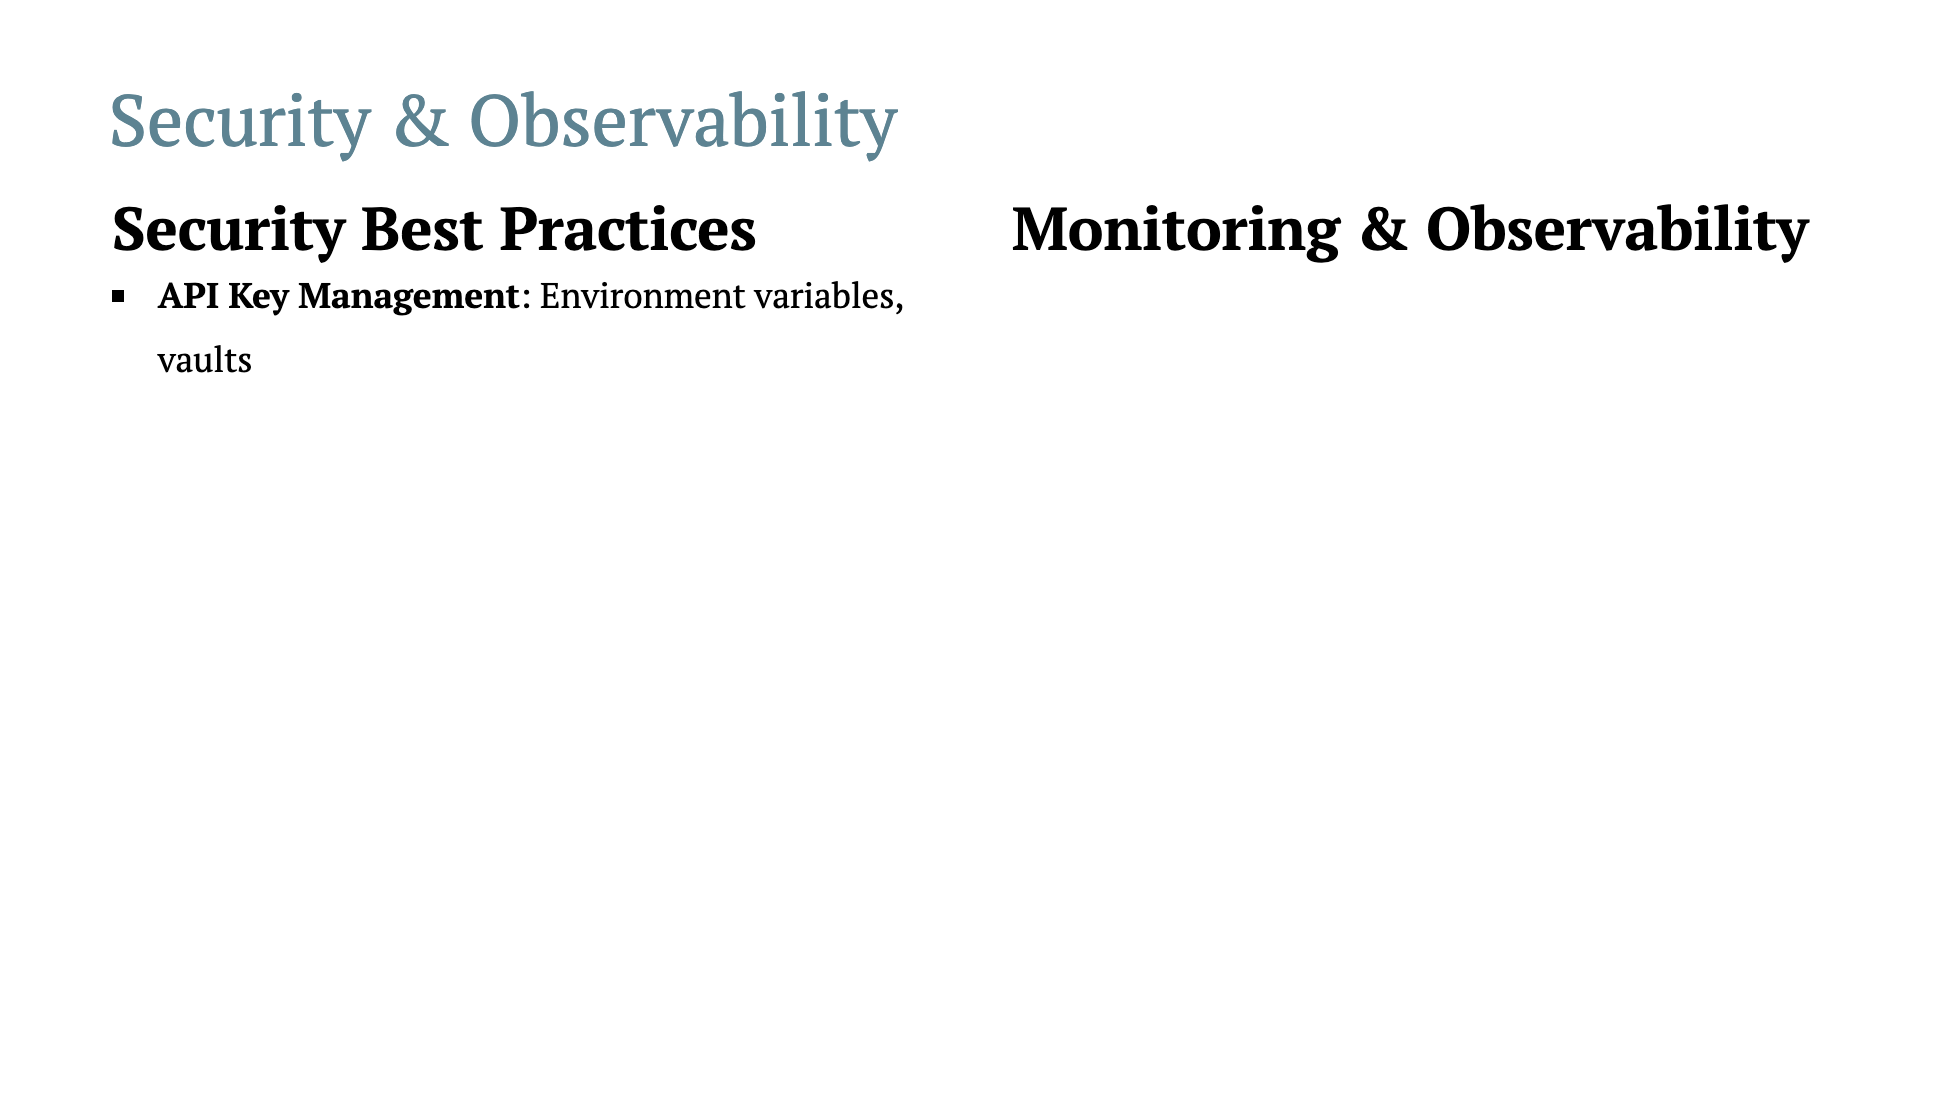 Security & Observability
Security Best Practices
▪ API Key Management: Environment variables,
vaults
Monitoring & Observability